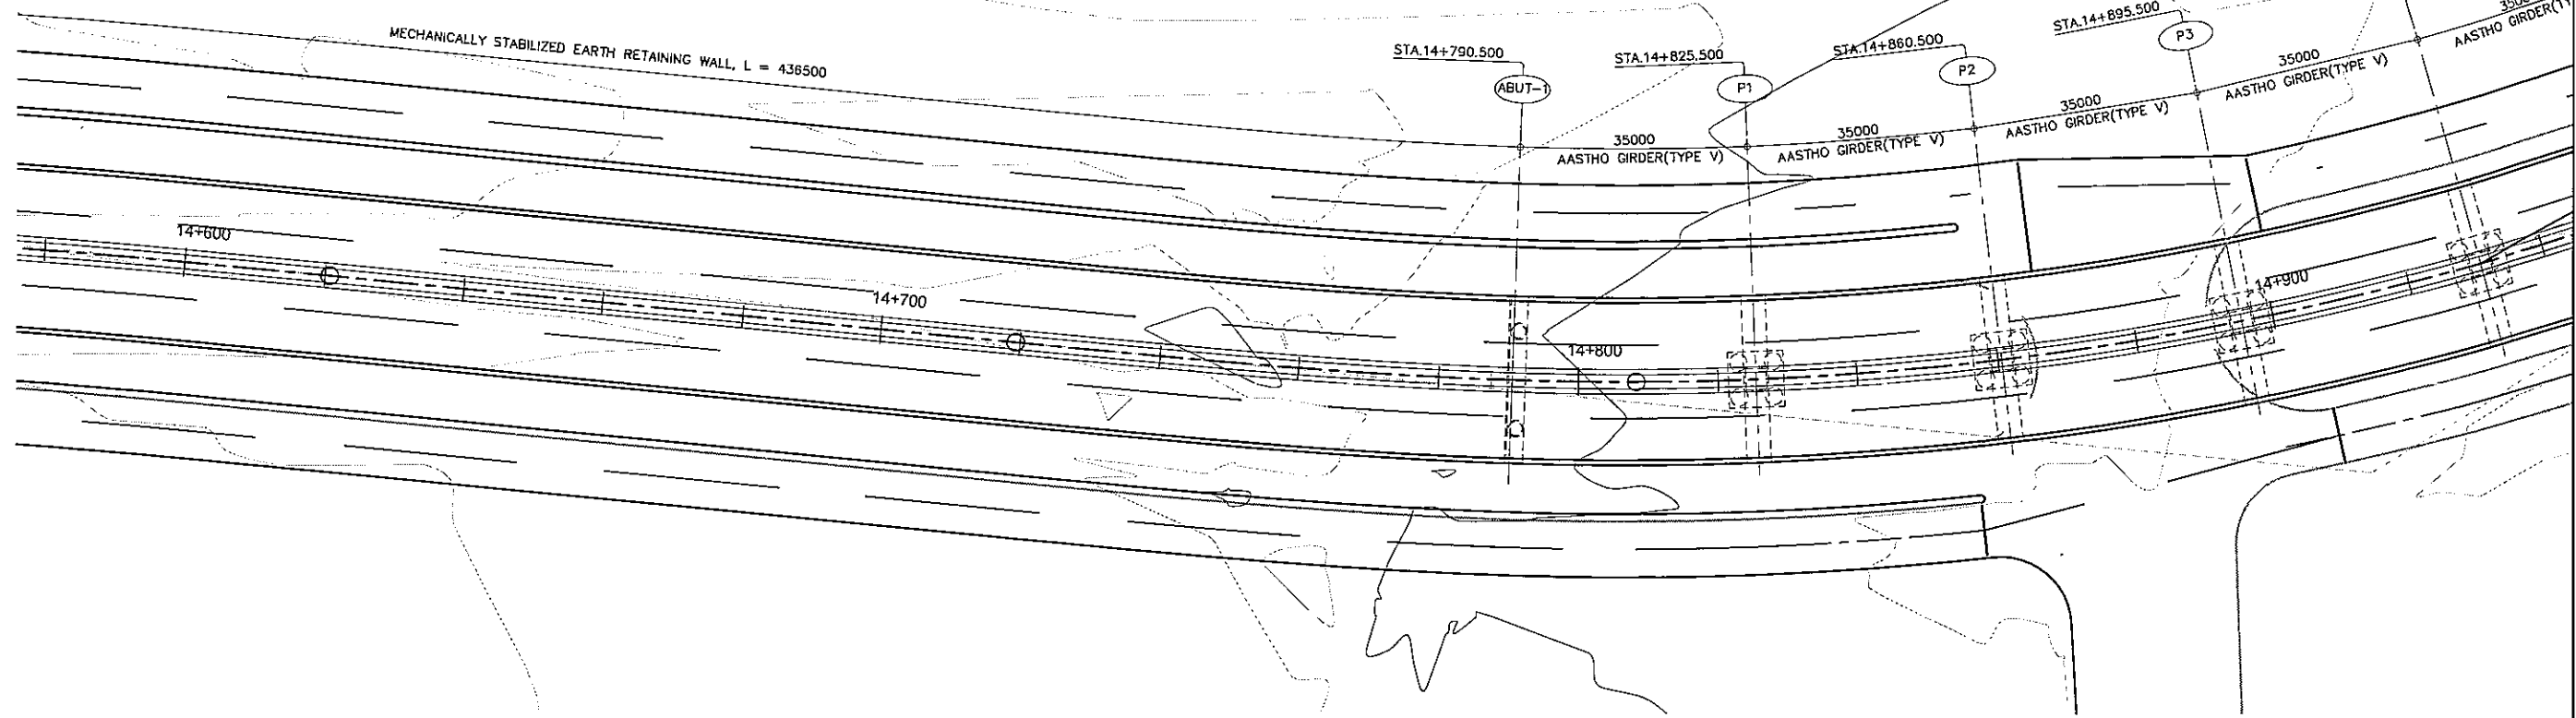 MECHANICALLY STABILIZED EARTH RETAINING WALL, L = 436500
STA.14+790.500
ABUT-1
STA.14+825.500
P1
STA.14+860.500
P2
STA.14+895.500
P3
35000
AASTHO GIRDER(TYPE V)
35000
AASTHO GIRDER(TYPE V)
35000
AASTHO GIRDER(TYPE V)
35000
AASTHO GIRDER(TYPE V)
AASTHO
14+600
14+700
14+800
14+900